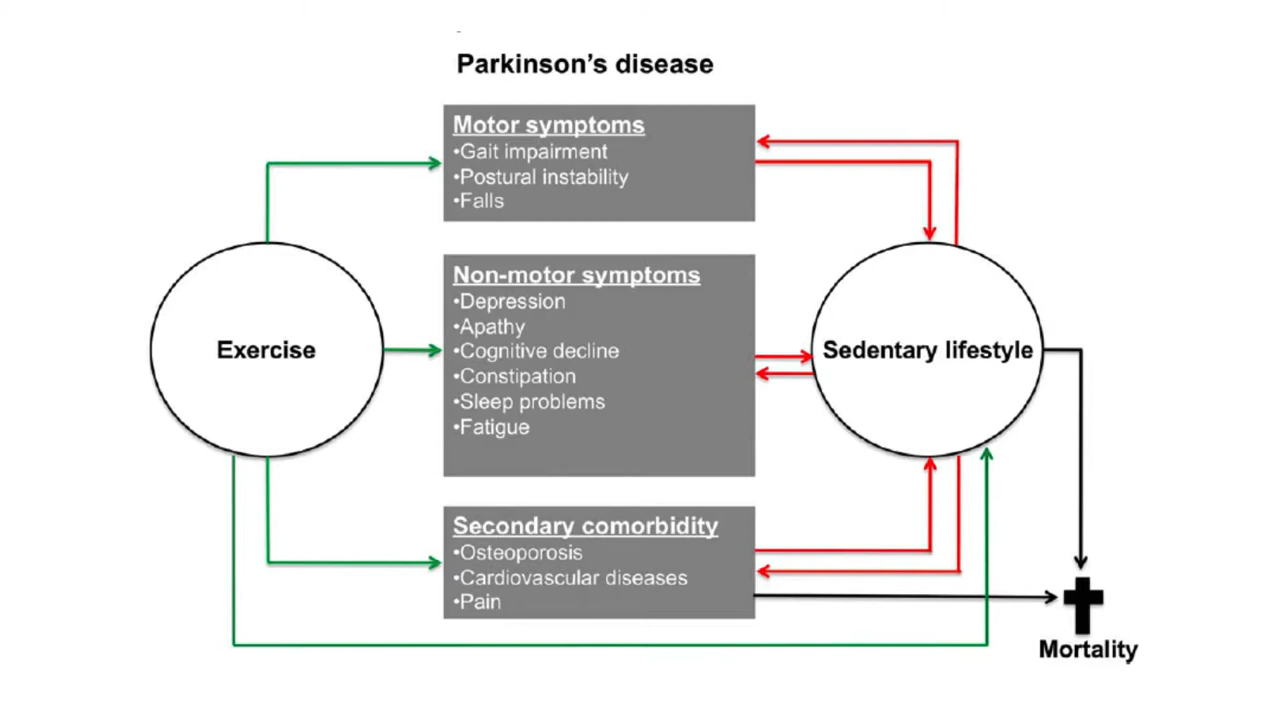 Parkinson's disease
Motor symptoms
•Gait impairment
•Postural instability
•Falls
Non-motor symptoms
•Depression
•Apathy
•Cognitive decline
•Constipation
•Sleep problems
•Fatigue
Exercise
Sedentary lifestyle
Secondary comorbidity
•Osteoporosis
•Cardiovascular diseases
•Pain
Mortality